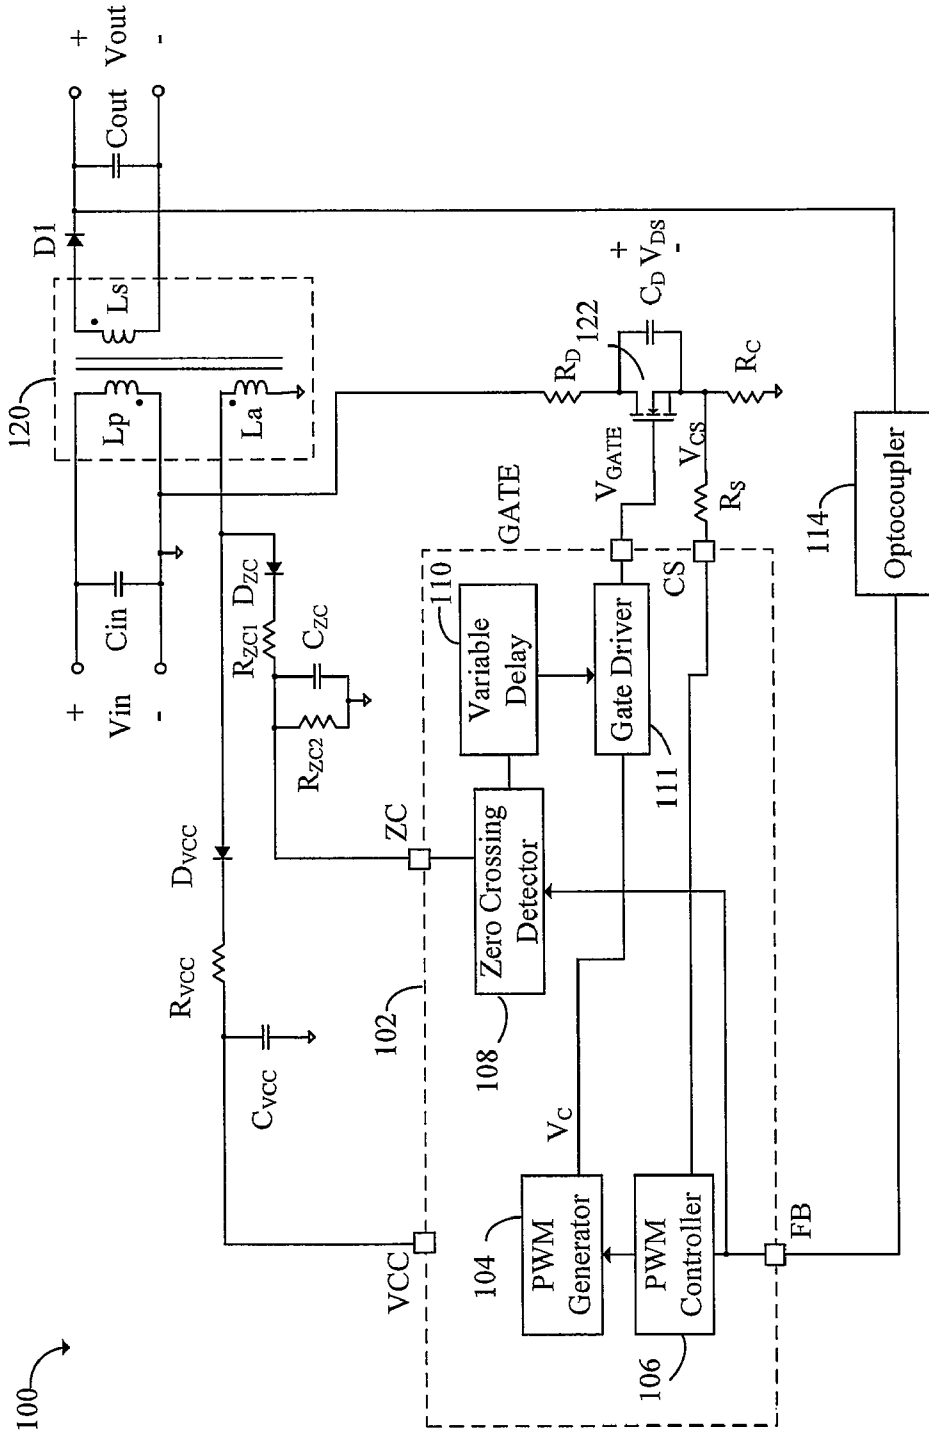 100
+
Vin
-
Cin
120
Lp
La
Ls
D1
Cout
+
Vout
-
RVCC
DVCC
CVCC
RZC1
DZC
RZC2
CZC
VCC
ZC
GATE
102
104
PWM
Generator
VC
106
PWM
Controller
108
Zero Crossing
Detector
110
Variable
Delay
111
Gate Driver
CS
FB
VGATE
VCS
RS
RD
122
CD
+
VDS
-
RC
114
Optocoupler